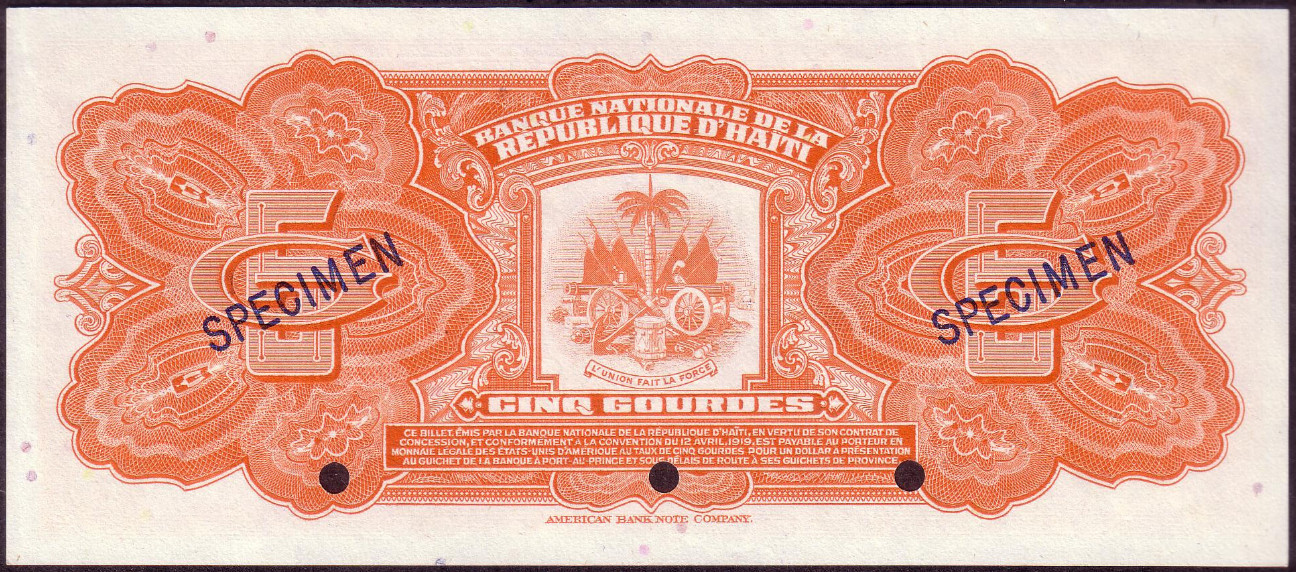 BANQUE NATIONALE DE LA
RÉPUBLIQUE D'HAÏTI
SPECIMEN
SPECIMEN
L'UNION FAIT LA FORCE
CINQ GOURDES
CE BILLET, ÉMIS PAR LA BANQUE NATIONALE DE LA RÉPUBLIQUE D'HAÏTI, EN VERTU DE SON CONTRAT DE
CONCESSION, ET CONFORMÉMENT À LA CONVENTION DU 12 AVRIL, 1919, EST PAYABLE AU PORTEUR EN
MONNAIE LÉGALE DES ÉTATS-UNIS D'AMÉRIQUE AU TAUX DE CINQ GOURDES POUR UN DOLLAR À PRÉSENTATION
AU GUICHET DE LA BANQUE À PORT-AU-PRINCE ET SOUS DÉLAIS DE ROUTE À SES GUICHETS DE PROVINCE
AMERICAN BANK NOTE COMPANY.